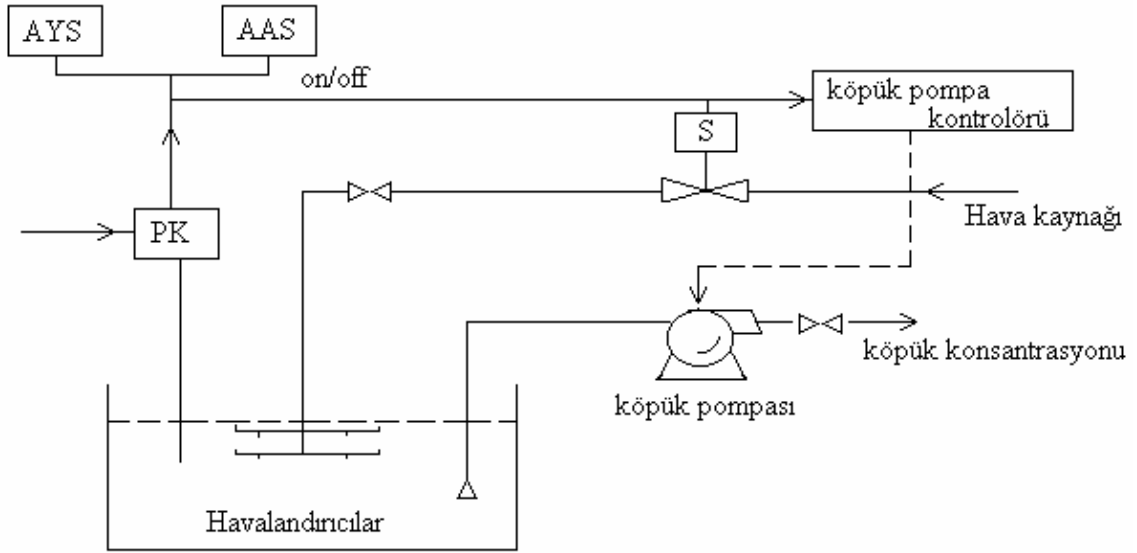 AYS
AAS
on/off
köpük pompa
kontrolörü
S
Hava kaynağı
PK
köpük konsantrasyonu
köpük pompası
Havalandırıcılar